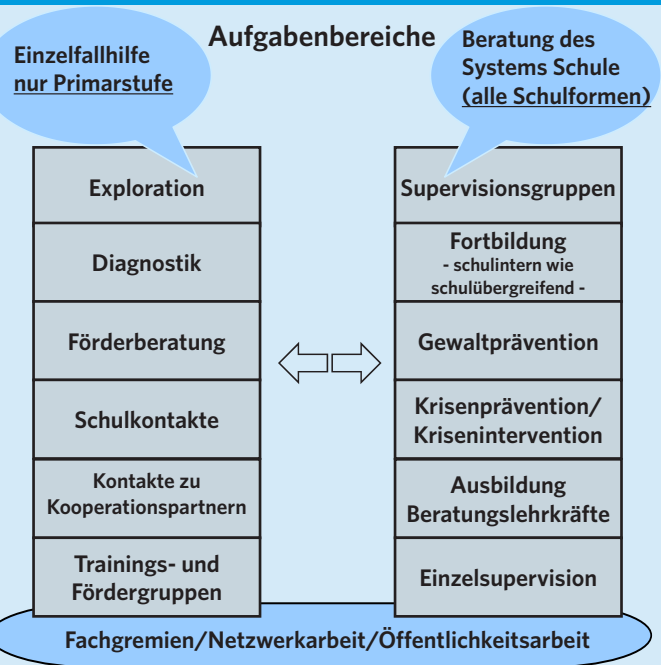 Aufgabenbereiche
Einzelfallhilfe
nur Primarstufe
Beratung des
Systems Schule
(alle Schulformen)
Exploration
Diagnostik
Förderberatung
Schulkontakte
Kontakte zu
Kooperationspartnern
Trainings- und
Fördergruppen
Supervisionsgruppen
Fortbildung
- schulintern wie
schulübergreifend -
Gewaltprävention
Krisenprävention/
Krisenintervention
Ausbildung
Beratungslehrkräfte
Einzelsupervision
Fachgremien/Netzwerkarbeit/Öffentlichkeitsarbeit